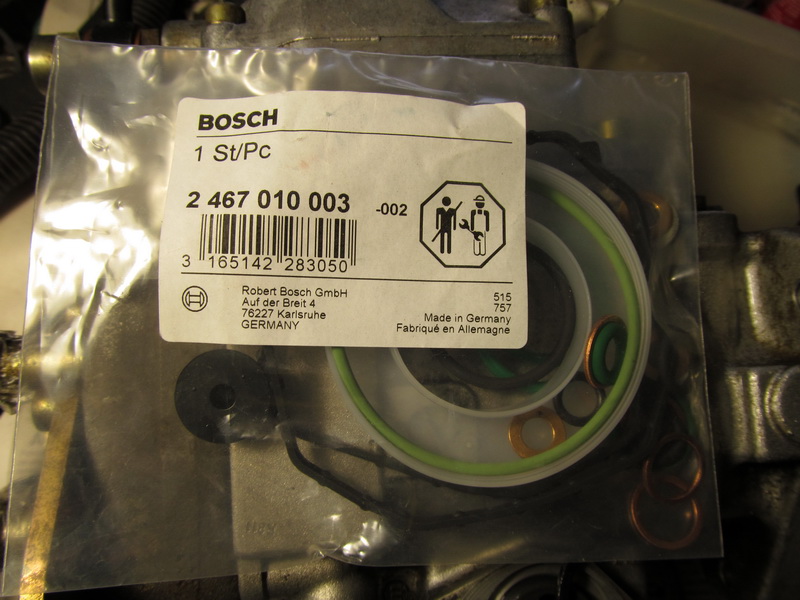 BOSCH
1 St/Pc
2 467 010 003 -002
3 165142 283050
Robert Bosch GmbH
Auf der Breit 4
76227 Karlsruhe
GERMANY
515
757
Made in Germany
Fabriqué en Allemagne